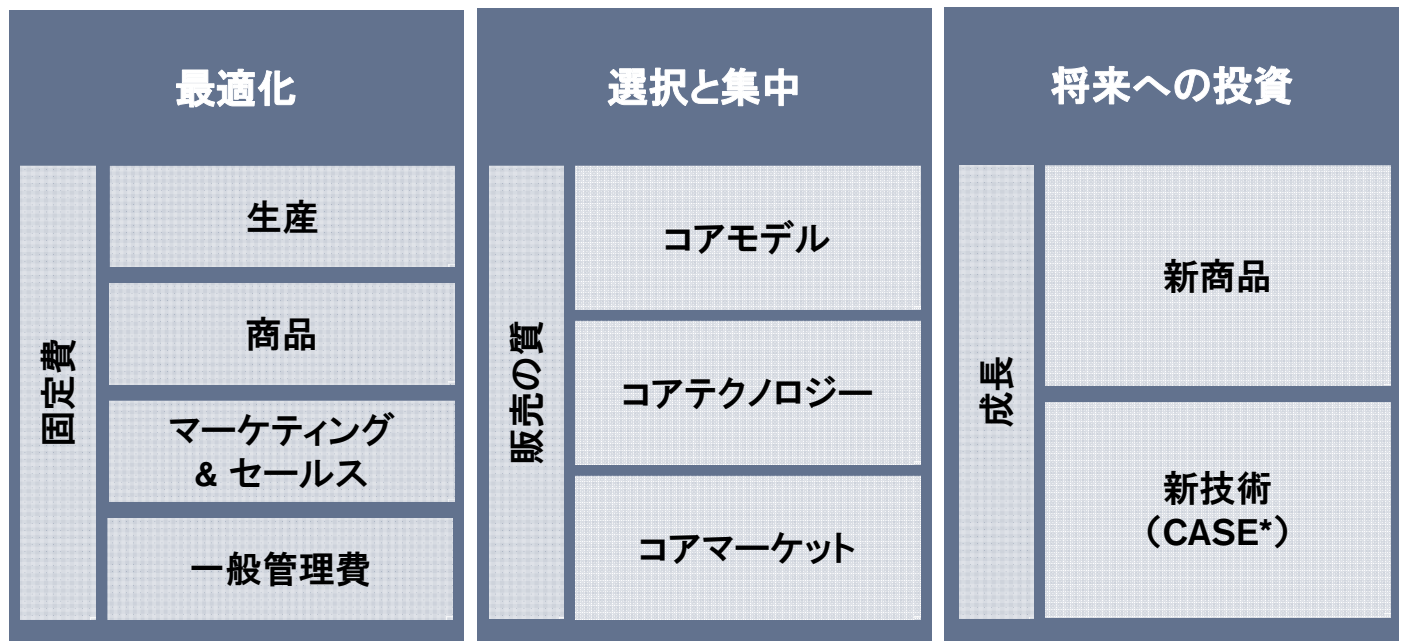 最適化
固定費
生産
商品
マーケティング
& セールス
一般管理費
選択と集中
販売の質
コアモデル
コアテクノロジー
コアマーケット
将来への投資
成長
新商品
新技術
（CASE*）